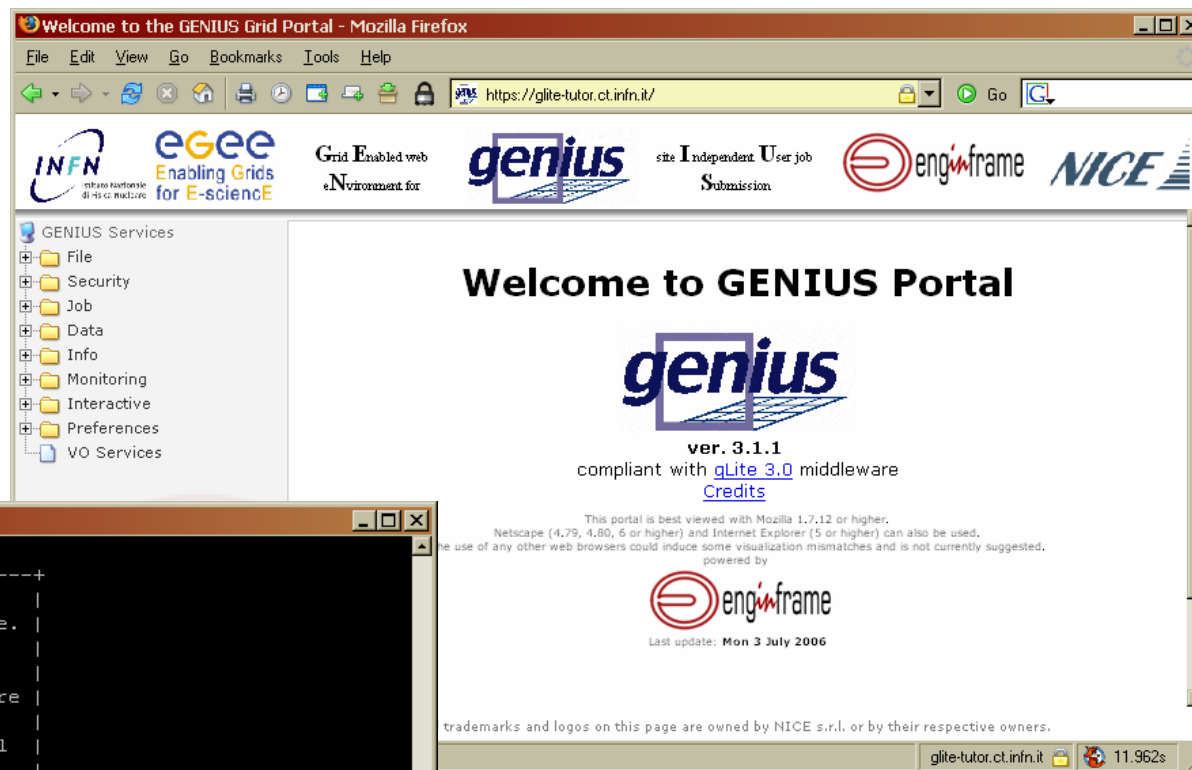 Welcome to the GENIUS Grid Portal - Mozilla Firefox
File Edit View Go Bookmarks Tools Help
https://glite-tutor.ct.infn.it/ Go
INFN
Istituto Nazionale
di Fisica Nucleare
egee
Enabling Grids
for E-sciencE
Grid Enabled web
eNvironment for
genius
site Independent User job
Submission
enginframe
NICE
GENIUS Services
File
Security
Job
Data
Info
Monitoring
Interactive
Preferences
VO Services
Welcome to GENIUS Portal
genius
ver. 3.1.1
compliant with gLite 3.0 middleware
Credits
This portal is best viewed with Mozilla 1.7.12 or higher.
Netscape (4.79, 4.80, 6 or higher) and Internet Explorer (5 or higher) can also be used.
he use of any other web browsers could induce some visualization mismatches and is not currently suggested.
powered by
enginframe
Last update: Mon 3 July 2006
trademarks and logos on this page are owned by NICE s.r.l. or by their respective owners.
glite-tutor.ct.infn.it 11.962s
---+
|
e. |
|
|
re |
|
l |